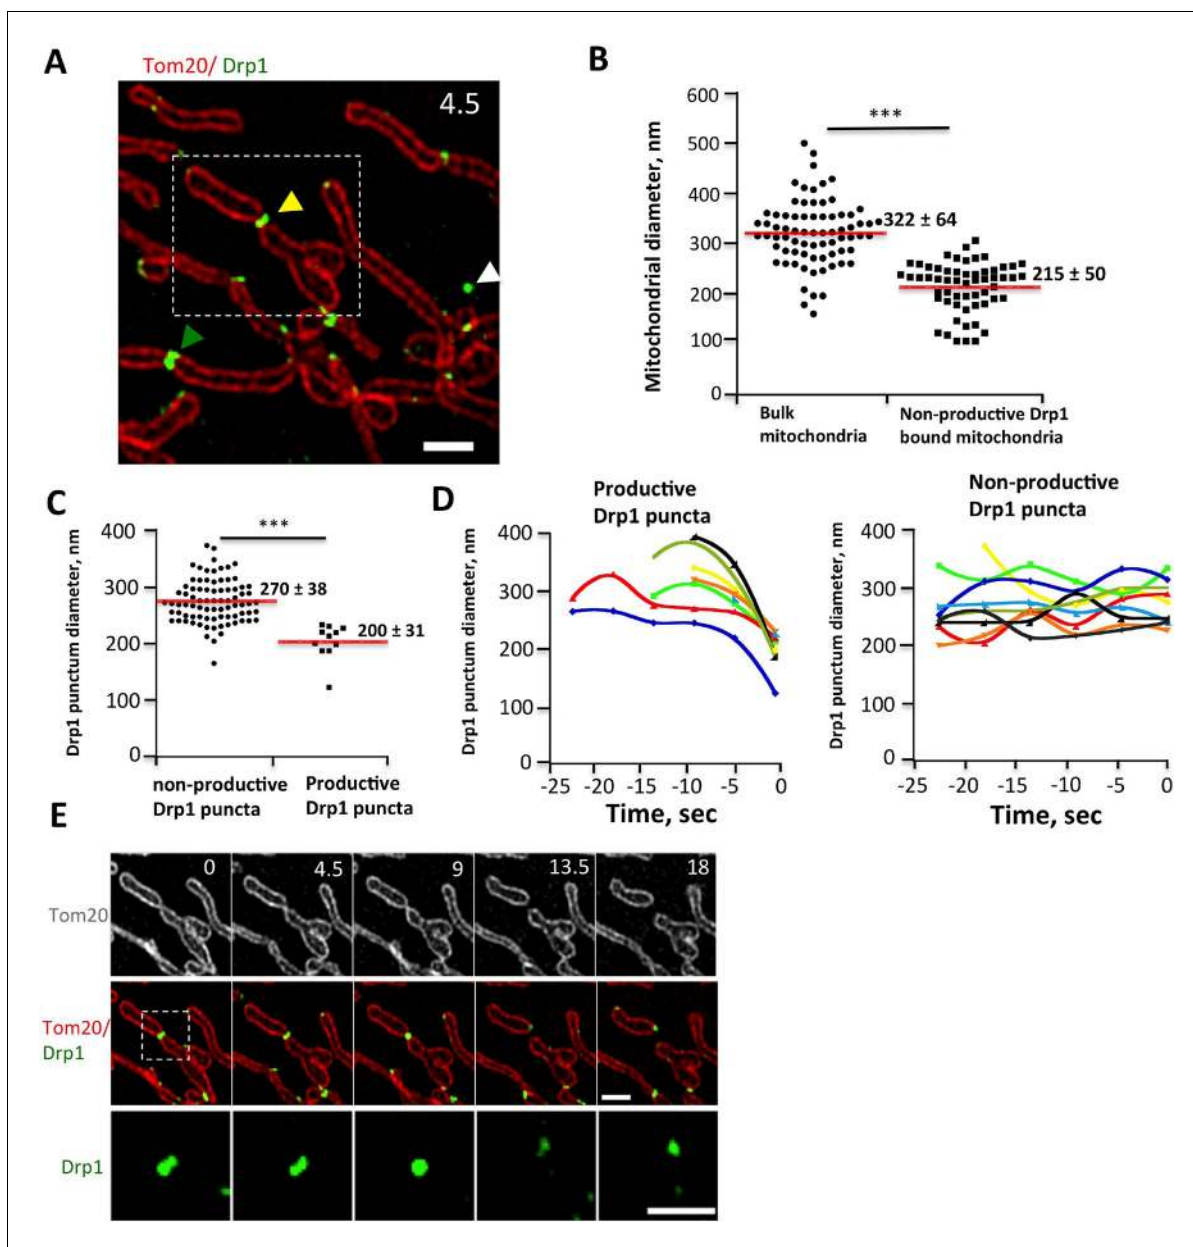 A
Tom20/ Drp1
4.5
B
600
500
400
300
200
100
0
Mitochondrial diameter, nm
***
322 ± 64
215 ± 50
Bulk
mitochondria
Non-productive Drp1
bound mitochondria
C
400
300
200
100
0
Drp1 punctum diameter, nm
***
270 ± 38
200 ± 31
non-productive
Drp1 puncta
Productive
Drp1 puncta
D
Productive
Drp1 puncta
400
300
200
100
0
Drp1 punctum diameter, nm
-25 -20 -15 -10 -5 0
Time, sec
Non-productive
Drp1 puncta
400
300
200
100
0
Drp1 punctum diameter, nm
-25 -20 -15 -10 -5 0
Time, sec
E
0 4.5 9 13.5 18
Tom20
Tom20/
Drp1
Drp1